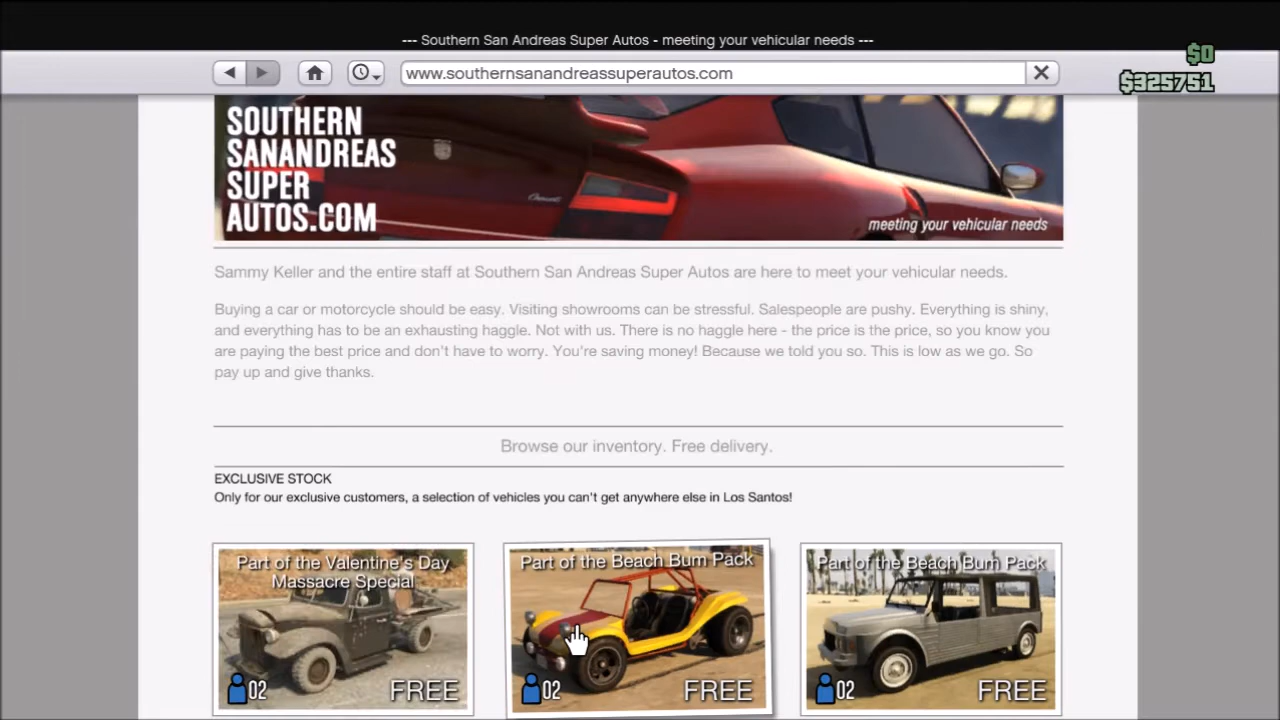 --- Southern San Andreas Super Autos - meeting your vehicular needs ---
$0
www.southernsanandreassuperautos.com
$325751
SOUTHERN
SANANDREAS
SUPER
AUTOS.COM
meeting your vehicular needs
Sammy Keller and the entire staff at Southern San Andreas Super Autos are here to meet your vehicular needs.
Buying a car or motorcycle should be easy. Visiting showrooms can be stressful. Salespeople are pushy. Everything is shiny,
and everything has to be an exhausting haggle. Not with us. There is no haggle here - the price is the price, so you know you
are paying the best price and don't have to worry. You're saving money! Because we told you so. This is low as we go. So
pay up and give thanks.
Browse our inventory. Free delivery.
EXCLUSIVE STOCK
Only for our exclusive customers, a selection of vehicles you can't get anywhere else in Los Santos!
Part of the Valentine's Day
Massacre Special
02
FREE
Part of the Beach Bum Pack
02
FREE
Part of the Beach Bum Pack
02
FREE